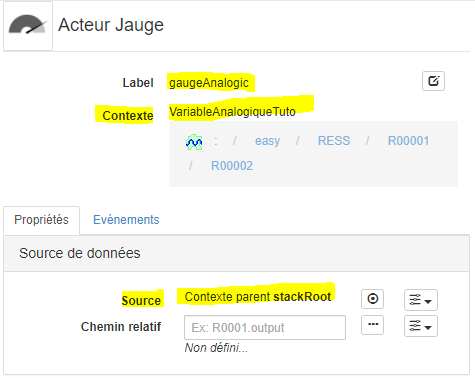 Acteur Jauge
Label gaugeAnalogic
Contexte VariableAnalogiqueTuto
: / easy / RESS / R00001
/ R00002
Propriétés Evènements
Source de données
Source Contexte parent stackRoot
Chemin relatif Ex: R0001.output
Non défini...